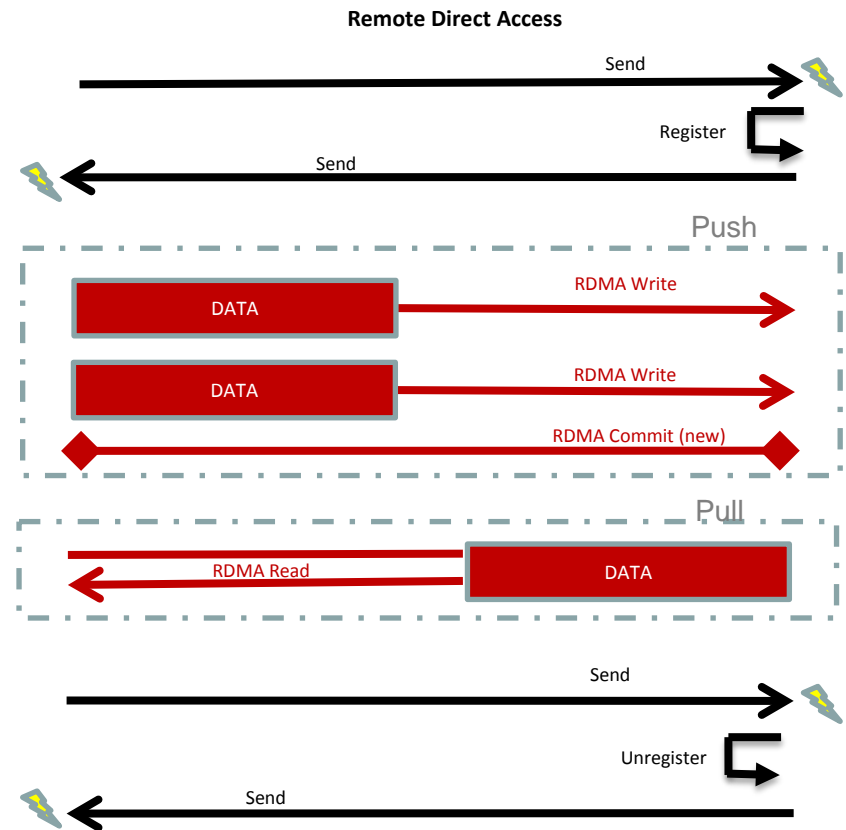 Remote Direct Access
Send
Register
Send
Push
DATA
RDMA Write
DATA
RDMA Write
RDMA Commit (new)
Pull
RDMA Read
DATA
Send
Unregister
Send